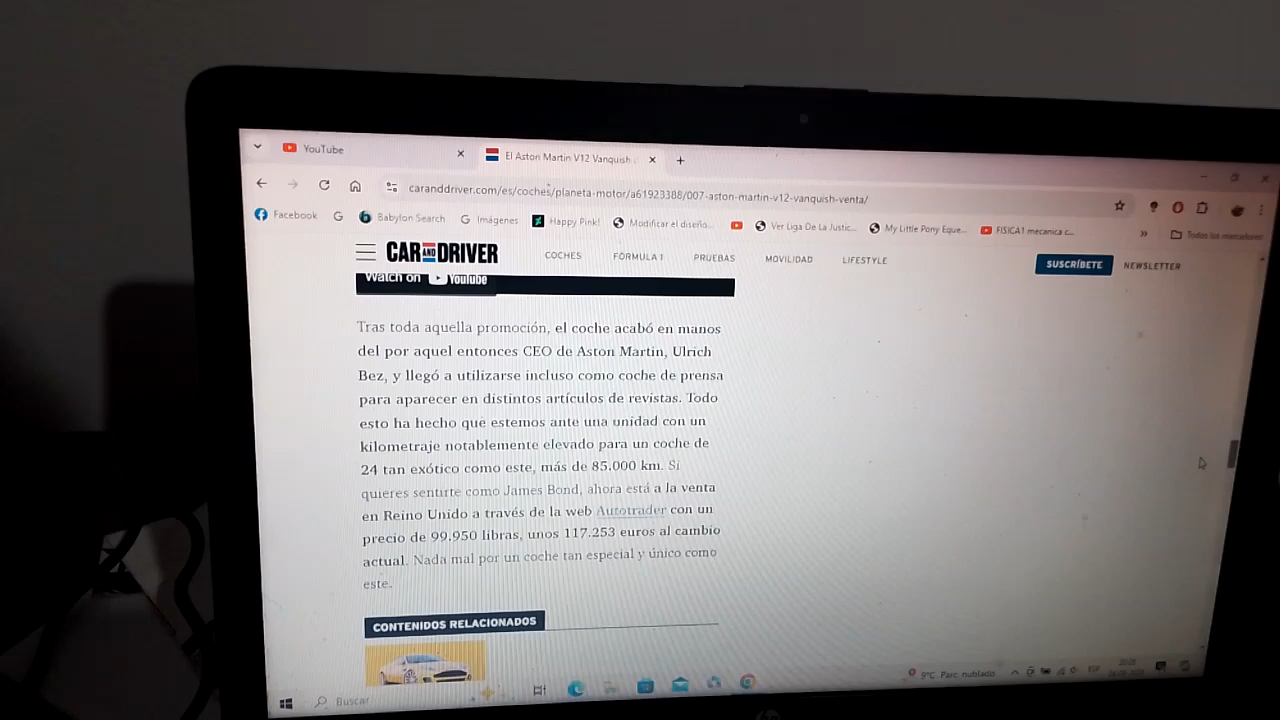 YouTube
El Aston Martin V12 Vanquish
caranddriver.com/es/coches/planeta-motor/a61923388/007-aston-martin-v12-vanquish-venta/
Facebook G Babylon Search Imágenes Happy Pink! Modificar el diseño... Ver Liga De La Justic... My Little Pony Eque... FISICA1 mecanica c... » Todos los marcadores
CAR AND DRIVER COCHES FÓRMULA 1 PRUEBAS MOVILIDAD LIFESTYLE SUSCRÍBETE NEWSLETTER
Watch on YouTube
Tras toda aquella promoción, el coche acabó en manos
del por aquel entonces CEO de Aston Martin, Ulrich
Bez, y llegó a utilizarse incluso como coche de prensa
para aparecer en distintos artículos de revistas. Todo
esto ha hecho que estemos ante una unidad con un
kilometraje notablemente elevado para un coche de
24 tan exótico como este, más de 85.000 km. Si
quieres sentirte como James Bond, ahora está a la venta
en Reino Unido a través de la web Autotrader con un
precio de 99.950 libras, unos 117.253 euros al cambio
actual. Nada mal por un coche tan especial y único como
este.
CONTENIDOS RELACIONADOS
Buscar 9°C Parc. nublado ESP
hp